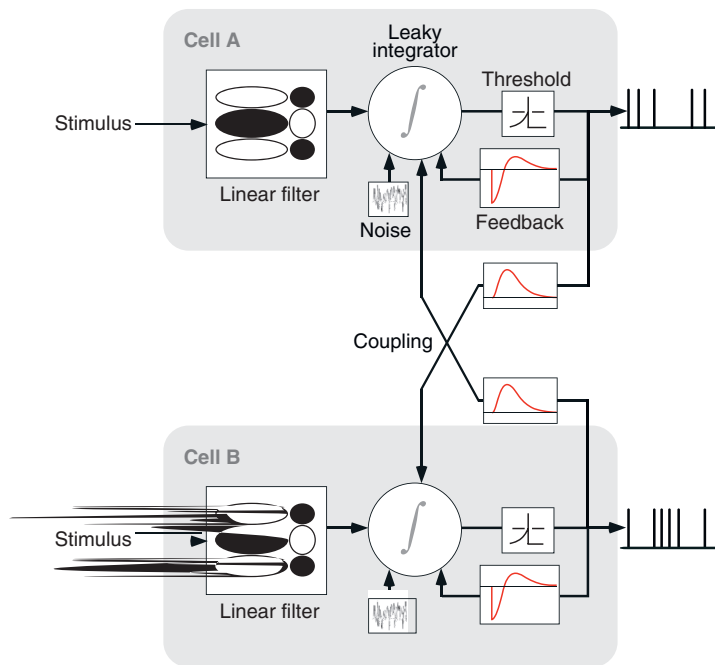 Cell A
Leaky
integrator
Threshold
Stimulus
Linear filter
Noise
Feedback
Coupling
Cell B
Stimulus
Linear filter